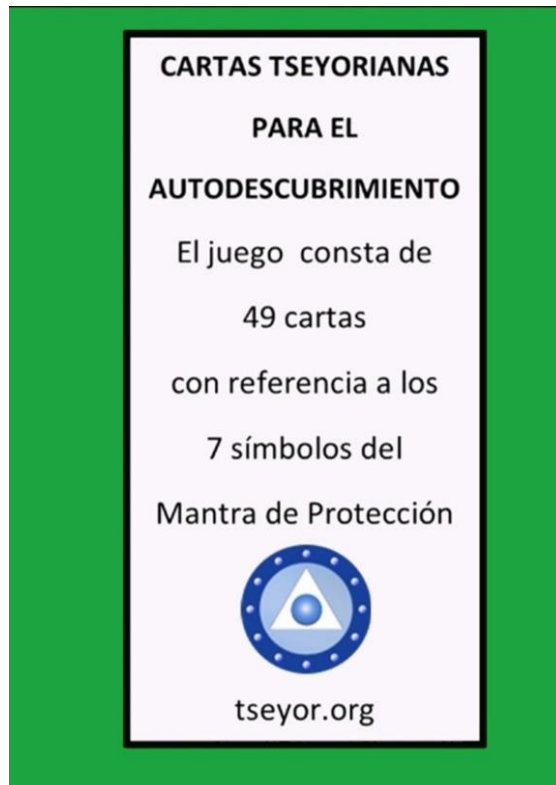 CARTAS TSEYORIANAS
PARA EL
AUTODESCUBRIMIENTO
El juego consta de
49 cartas
con referencia a los
7 símbolos del
Mantra de Protección
tseyor.org